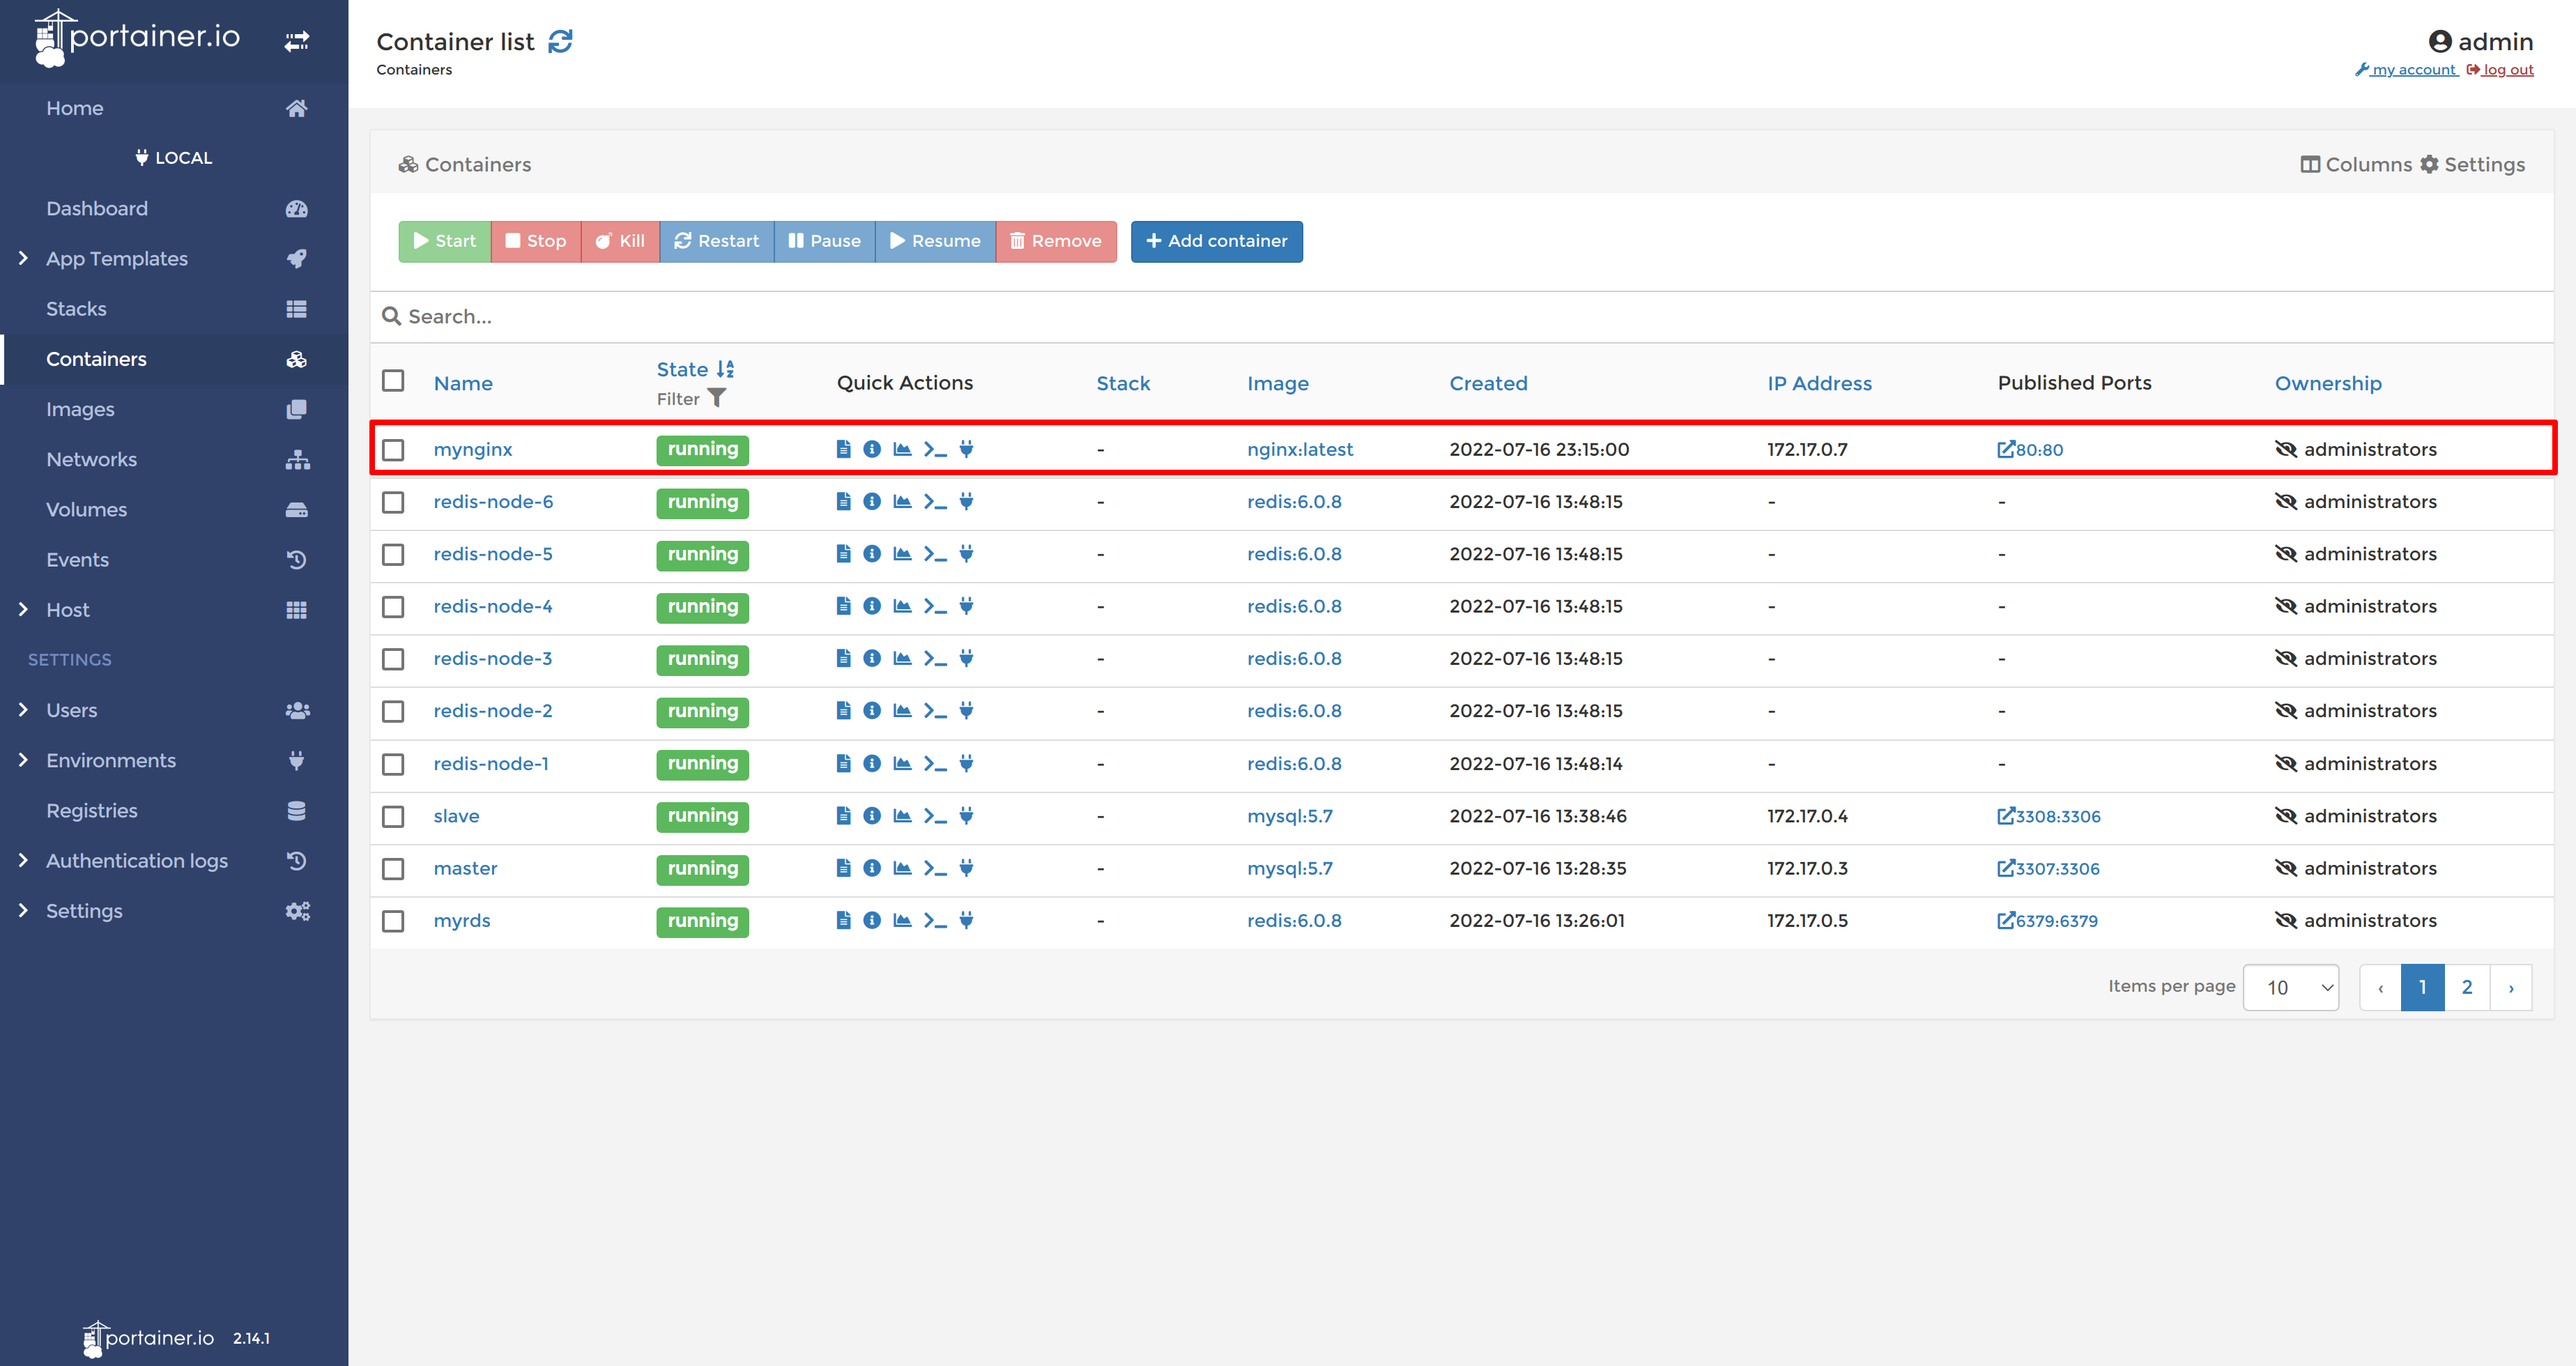 portainer.io
Home
LOCAL
Dashboard
App Templates
Stacks
Containers
Images
Networks
Volumes
Events
Host
SETTINGS
Users
Environments
Registries
Authentication logs
Settings
portainer.io 2.14.1
Container list
Containers
admin
my account log out
Containers
Columns Settings
Start Stop Kill Restart Pause Resume Remove Add container
Search...
Name State Filter Quick Actions Stack Image Created IP Address Published Ports Ownership
mynginx running - nginx:latest 2022-07-16 23:15:00 172.17.0.7 80:80 administrators
redis-node-6 running - redis:6.0.8 2022-07-16 13:48:15 - - administrators
redis-node-5 running - redis:6.0.8 2022-07-16 13:48:15 - - administrators
redis-node-4 running - redis:6.0.8 2022-07-16 13:48:15 - - administrators
redis-node-3 running - redis:6.0.8 2022-07-16 13:48:15 - - administrators
redis-node-2 running - redis:6.0.8 2022-07-16 13:48:15 - - administrators
redis-node-1 running - redis:6.0.8 2022-07-16 13:48:14 - - administrators
slave running - mysql:5.7 2022-07-16 13:38:46 172.17.0.4 3308:3306 administrators
master running - mysql:5.7 2022-07-16 13:28:35 172.17.0.3 3307:3306 administrators
myrds running - redis:6.0.8 2022-07-16 13:26:01 172.17.0.5 6379:6379 administrators
Items per page 10 ‹ 1 2 ›